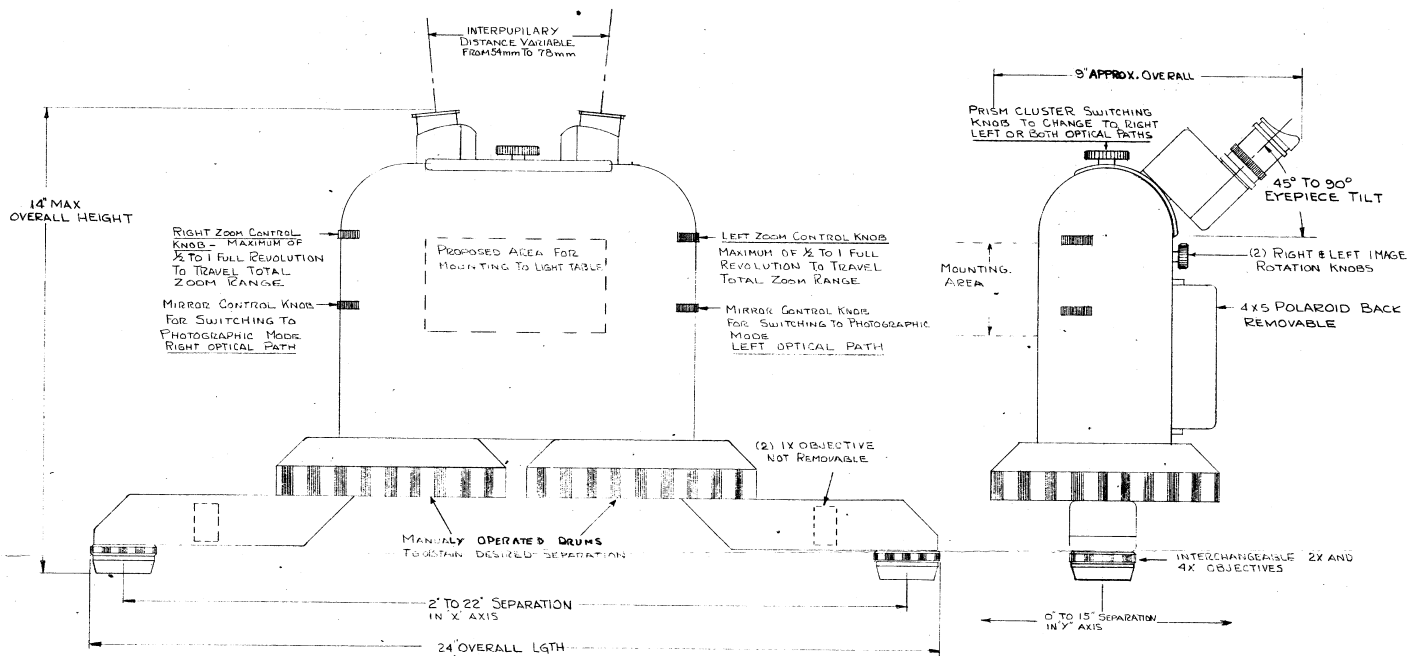 INTERPUPILARY
DISTANCE VARIABLE
FROM 54mm TO 78mm
14" MAX
OVERALL HEIGHT
RIGHT ZOOM CONTROL
KNOB - MAXIMUM OF
½ TO 1 FULL REVOLUTION
TO TRAVEL TOTAL
ZOOM RANGE
MIRROR CONTROL KNOB
FOR SWITCHING TO
PHOTOGRAPHIC MODE
RIGHT OPTICAL PATH
PROPOSED AREA FOR
MOUNTING TO LIGHT TABLE
LEFT ZOOM CONTROL KNOB
MAXIMUM OF ½ TO 1 FULL
REVOLUTION TO TRAVEL
TOTAL ZOOM RANGE
MIRROR CONTROL KNOB
FOR SWITCHING TO PHOTOGRAPHIC
MODE
LEFT OPTICAL PATH
(2) 1X OBJECTIVE
NOT REMOVABLE
MANUALY OPERATED DRUMS
TO OBTAIN DESIRED SEPARATION
2" TO 22" SEPARATION
IN 'X' AXIS
24" OVERALL LGTH
9" APPROX. OVERALL
PRISM CLUSTER SWITCHING
KNOB TO CHANGE TO RIGHT
LEFT OR BOTH OPTICAL PATHS
45° TO 90°
EYEPIECE TILT
MOUNTING.
AREA
(2) RIGHT & LEFT IMAGE
ROTATION KNOBS
4X5 POLAROID BACK
REMOVABLE
INTERCHANGEABLE 2X AND
4X OBJECTIVES
0" TO 15" SEPARATION
IN "Y" AXIS